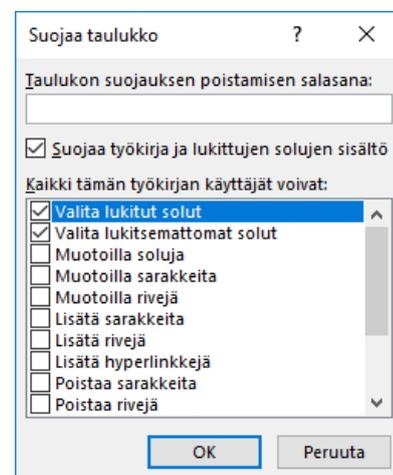 Suojaa taulukko ?
Taulukon suojauksen poistamisen salasana:
Suojaa työkirja ja lukittujen solujen sisältö
Kaikki tämän työkirjan käyttäjät voivat:
Valita lukitut solut
Valita lukitsemattomat solut
Muotoilla soluja
Muotoilla sarakkeita
Muotoilla rivejä
Lisätä sarakkeita
Lisätä rivejä
Lisätä hyperlinkkejä
Poistaa sarakkeita
Poistaa rivejä
OK Peruuta